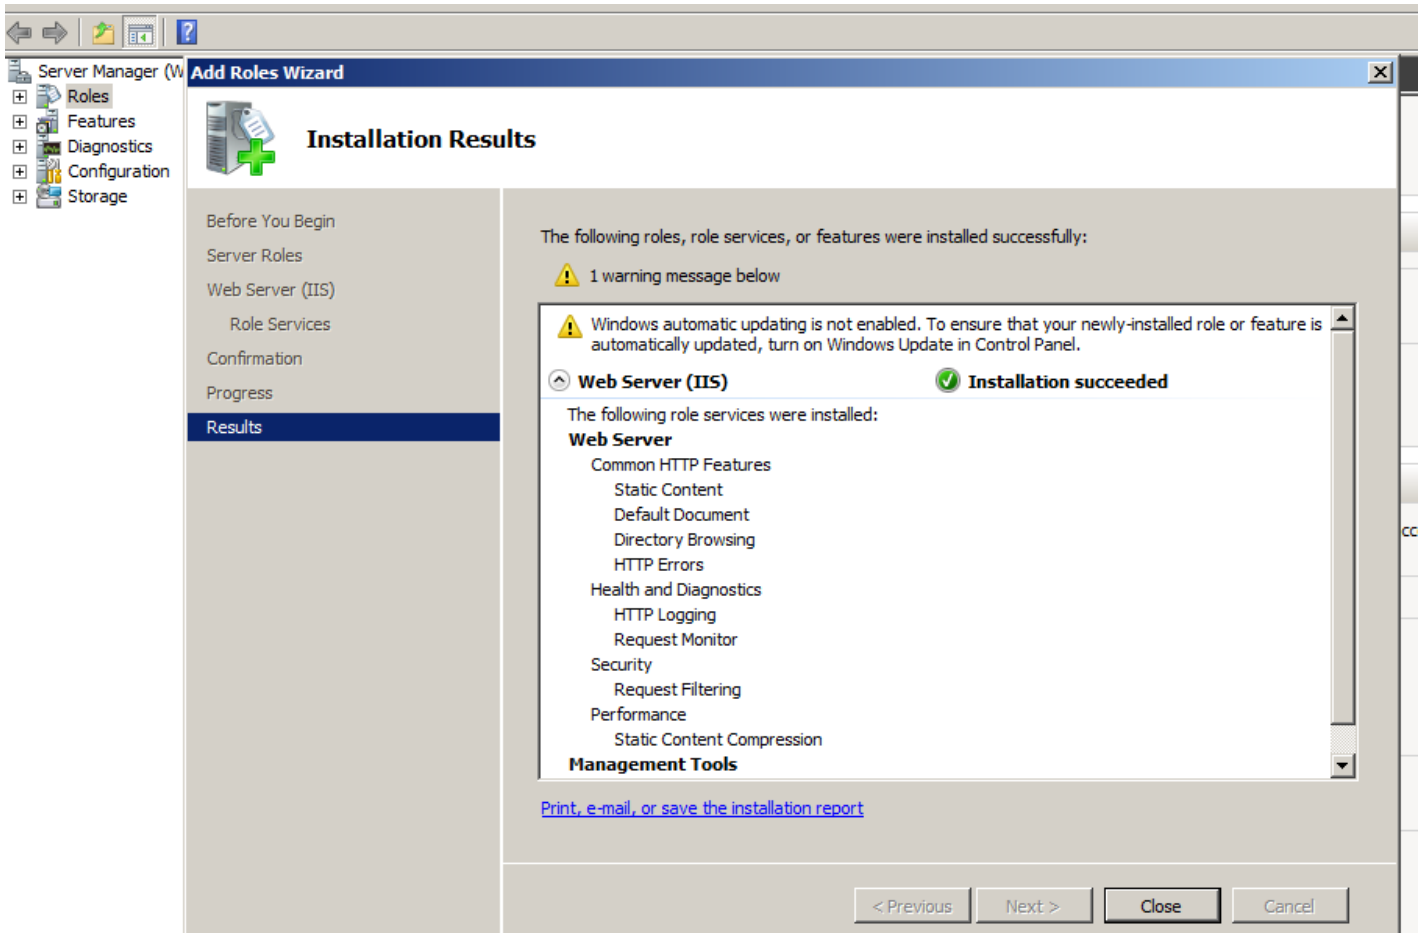 Server Manager (W
Roles
Features
Diagnostics
Configuration
Storage
Add Roles Wizard
Installation Results
Before You Begin
Server Roles
Web Server (IIS)
Role Services
Confirmation
Progress
Results
The following roles, role services, or features were installed successfully:
1 warning message below
Windows automatic updating is not enabled. To ensure that your newly-installed role or feature is
automatically updated, turn on Windows Update in Control Panel.
Web Server (IIS) Installation succeeded
The following role services were installed:
Web Server
Common HTTP Features
Static Content
Default Document
Directory Browsing
HTTP Errors
Health and Diagnostics
HTTP Logging
Request Monitor
Security
Request Filtering
Performance
Static Content Compression
Management Tools
Print, e-mail, or save the installation report
< Previous Next > Close Cancel
cc